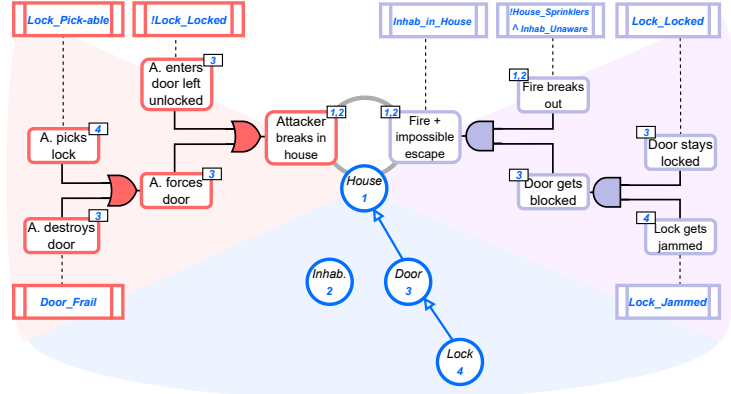 Lock_Pick-able
!Lock_Locked
Inhab_in_House
!House_Sprinklers
^ Inhab_Unaware
Lock_Locked
3
A. enters
door left
unlocked
1,2
Attacker
breaks in
house
1,2
Fire +
impossible
escape
1,2
Fire breaks
out
4
A. picks
lock
3
A. forces
door
3
A. destroys
door
3
Door stays
locked
3
Door gets
blocked
4
Lock gets
jammed
House
1
Inhab.
2
Door
3
Lock
4
Door_Frail
Lock_Jammed